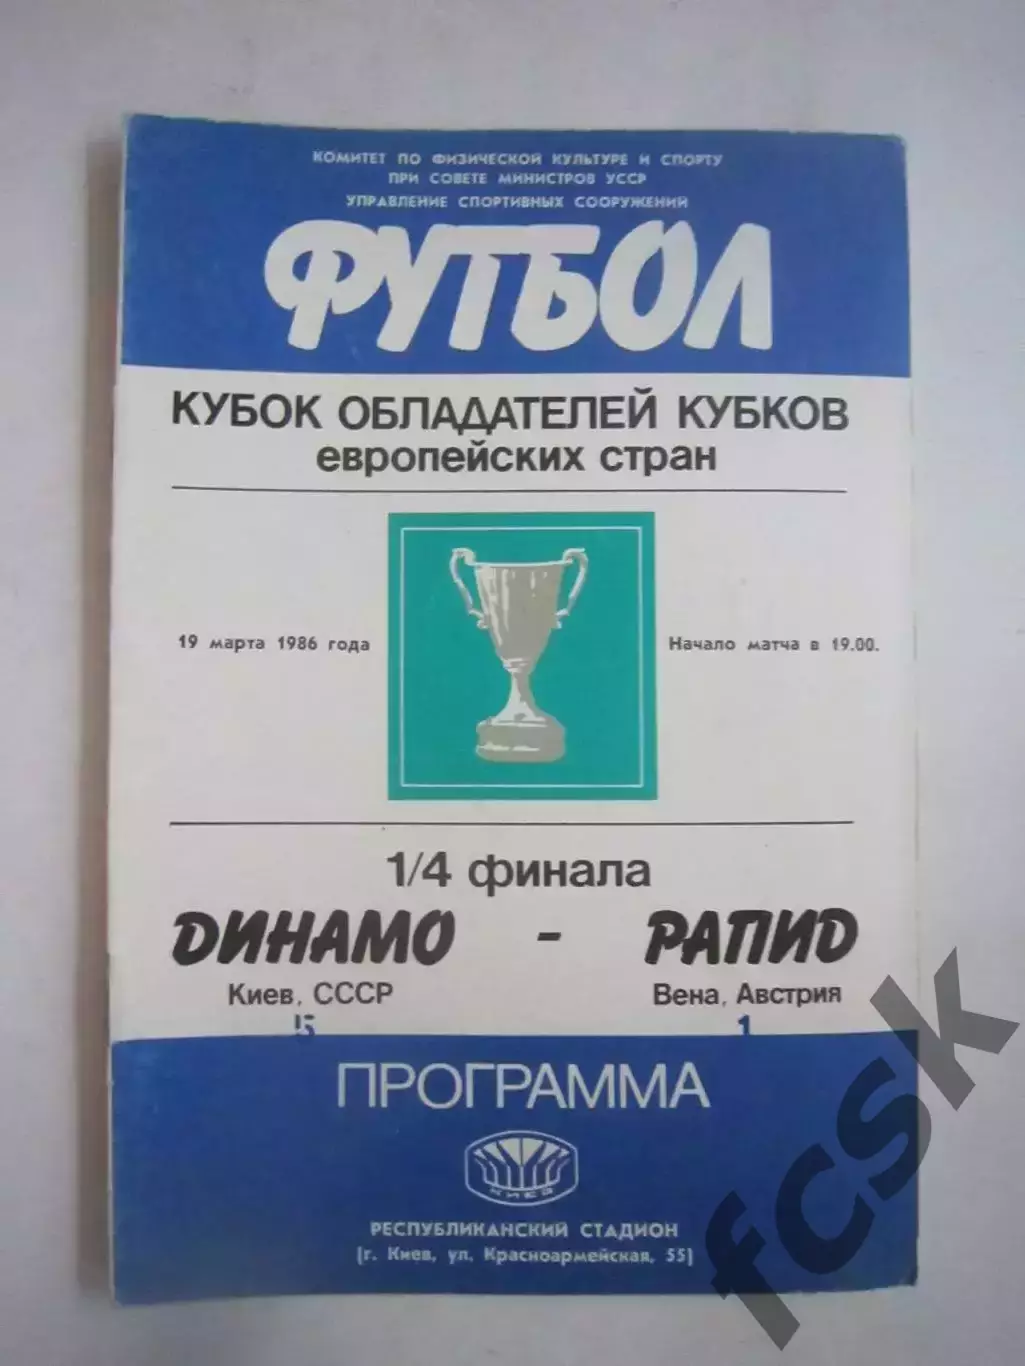 КОМИТЕТ ПО ФИЗИЧЕСКОЙ КУЛЬТУРЕ И СПОРТУ
ПРИ СОВЕТЕ МИНИСТРОВ УССР
УПРАВЛЕНИЕ СПОРТИВНЫХ СООРУЖЕНИЙ
ФУТБОЛ
КУБОК ОБЛАДАТЕЛЕЙ КУБКОВ
европейских стран
19 марта 1986 года
Начало матча в 19.00.
1/4 финала
ДИНАМО - РАПИД
Киев, СССР
Вена, Австрия
5 1
ПРОГРАММА
КИЕВ
РЕСПУБЛИКАНСКИЙ СТАДИОН
(г. Киев, ул. Красноармейская, 55)
fcsk